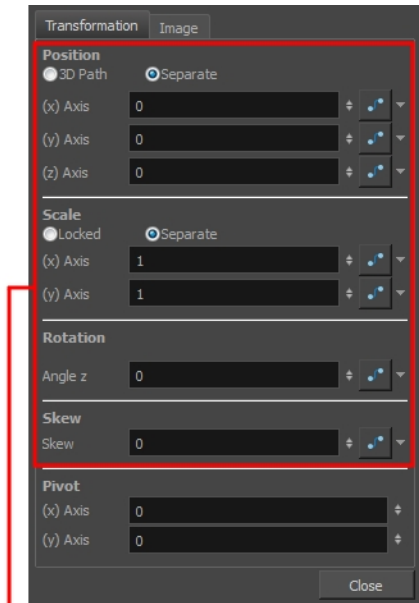 Transformation Image
Position
3D Path Separate
(x) Axis 0
(y) Axis 0
(z) Axis 0
Scale
Locked Separate
(x) Axis 1
(y) Axis 1
Rotation
Angle z 0
Skew
Skew 0
Pivot
(x) Axis 0
(y) Axis 0
Close